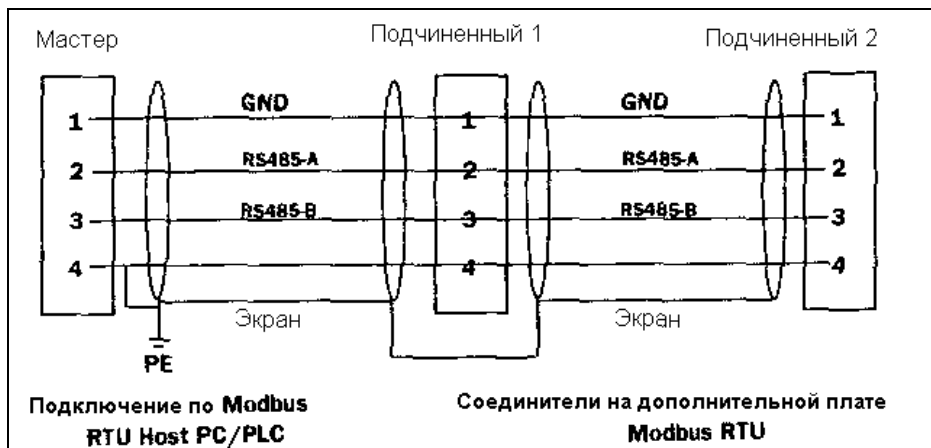 Мастер Подчиненный 1 Подчиненный 2
GND GND
1 1 1
RS485-A RS485-A
2 2 2
RS485-B RS485-B
3 3 3
4 4 4
Экран Экран
PE
Подключение по Modbus
RTU Host PC/PLC
Соединители на дополнительной плате
Modbus RTU